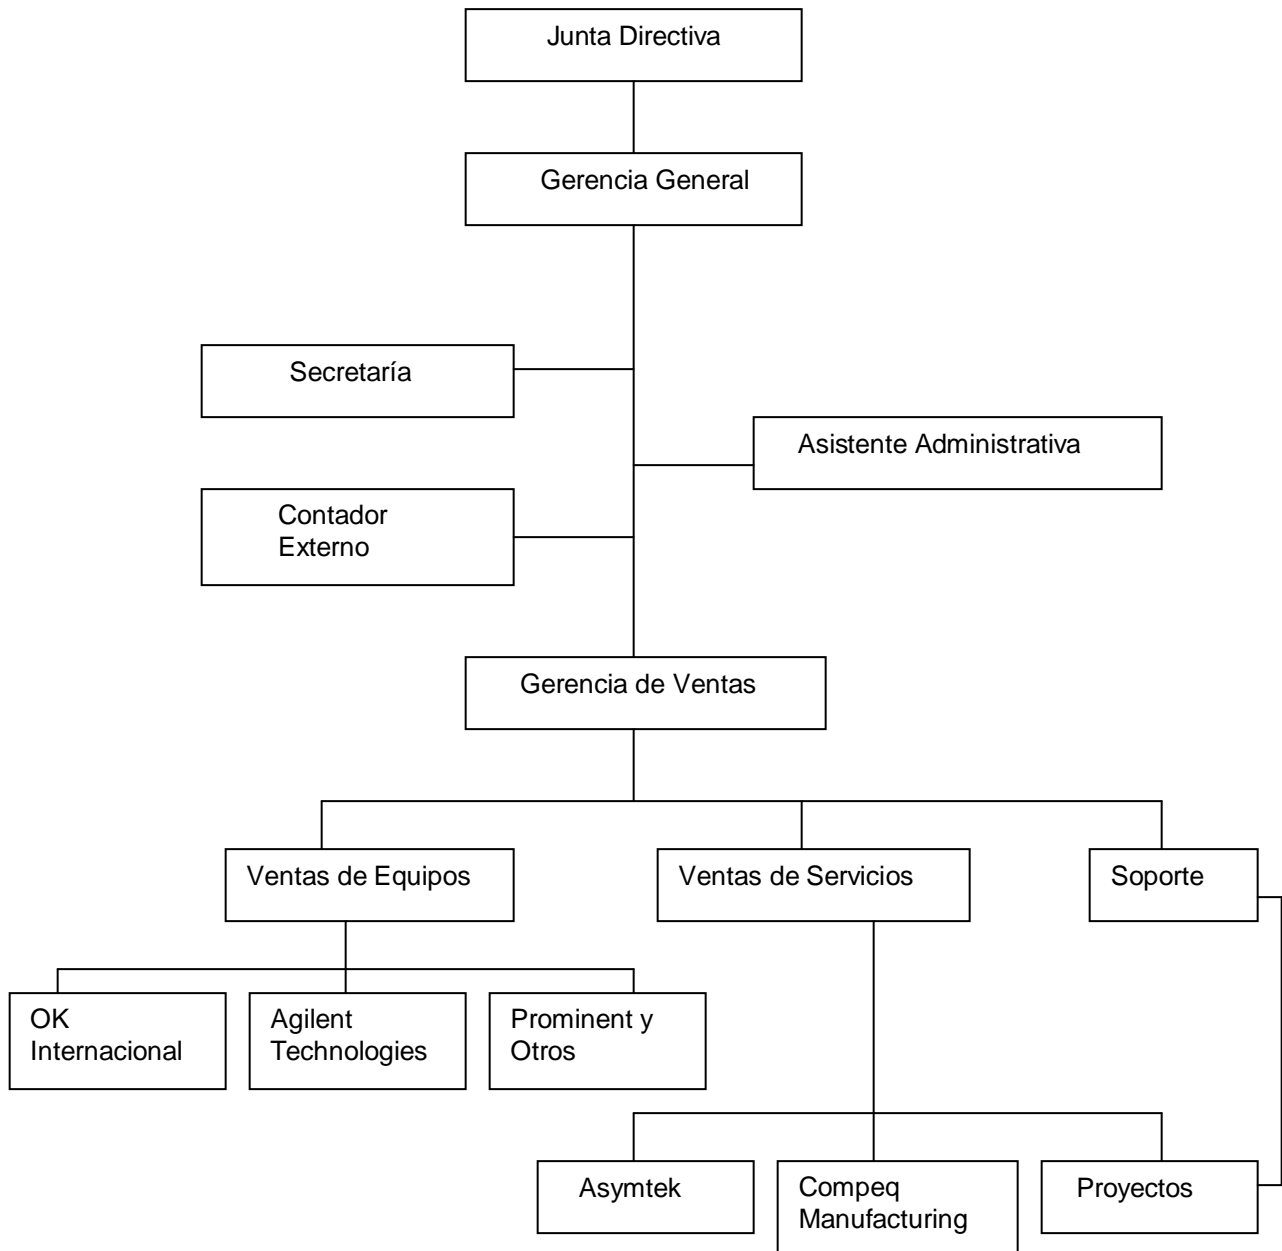 Junta Directiva
Gerencia General
Secretaría
Asistente Administrativa
Contador
Externo
Gerencia de Ventas
Ventas de Equipos
Ventas de Servicios
Soporte
OK
Internacional
Agilent
Technologies
Prominent y
Otros
Asymtek
Compeq
Manufacturing
Proyectos